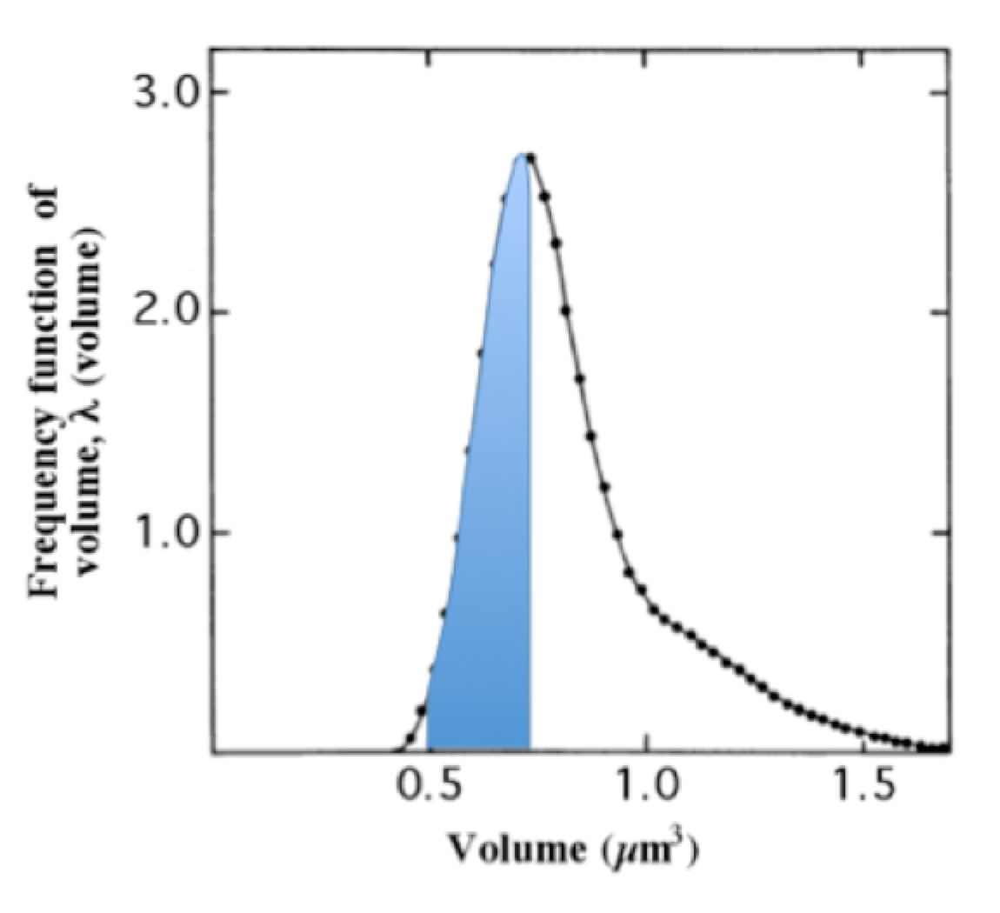 3.0
2.0
1.0
Frequency function of
volume, λ (volume)
0.5 1.0 1.5
Volume (μm³)